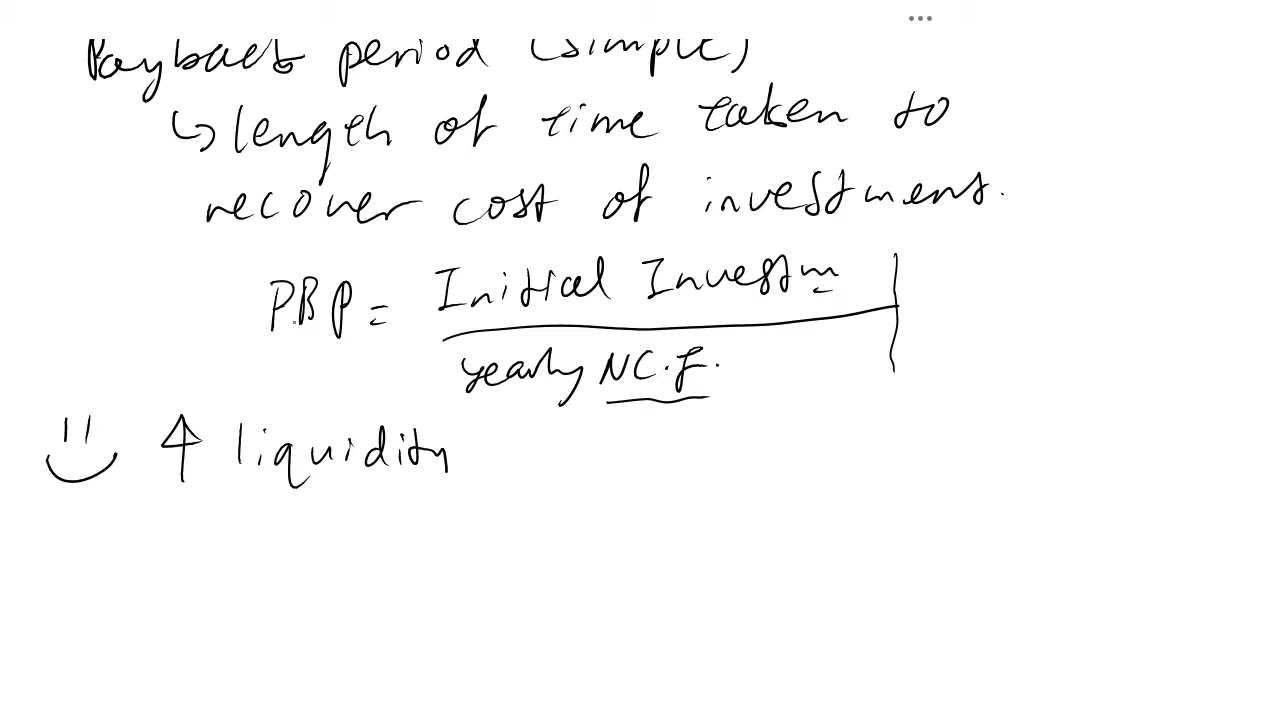 Payback period (simple)
↳ length of time taken to
recover cost of investment.
P.B P = Initial Investm
yearly N C.F.
↑ liquidity